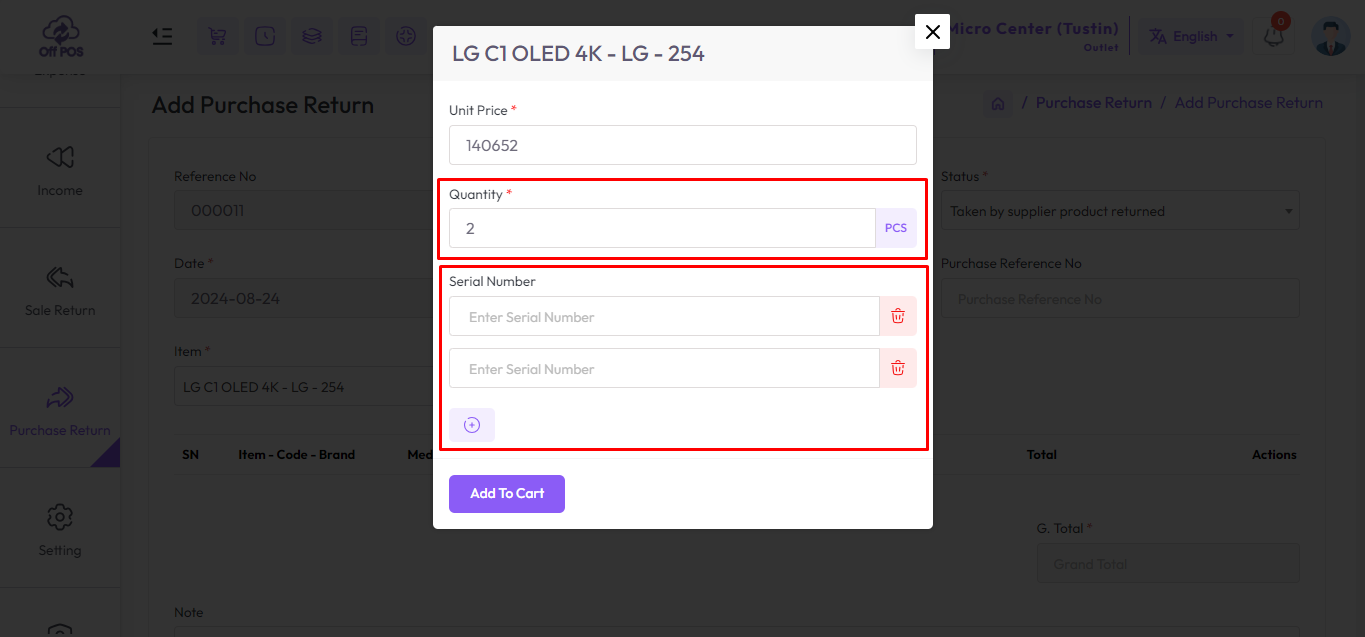 Off POS
Micro Center (Tustin)
Outlet
English
0
Expense
Income
Sale Return
Purchase Return
Setting
Add Purchase Return
/ Purchase Return / Add Purchase Return
Reference No
000011
Date *
2024-08-24
Item *
LG C1 OLED 4K - LG - 254
Status *
Taken by supplier product returned
Purchase Reference No
Purchase Reference No
SN Item - Code - Brand Med Total Actions
G. Total *
Grand Total
Note
LG C1 OLED 4K - LG - 254
Unit Price *
140652
Quantity *
2 PCS
Serial Number
Enter Serial Number
Enter Serial Number
Add To Cart